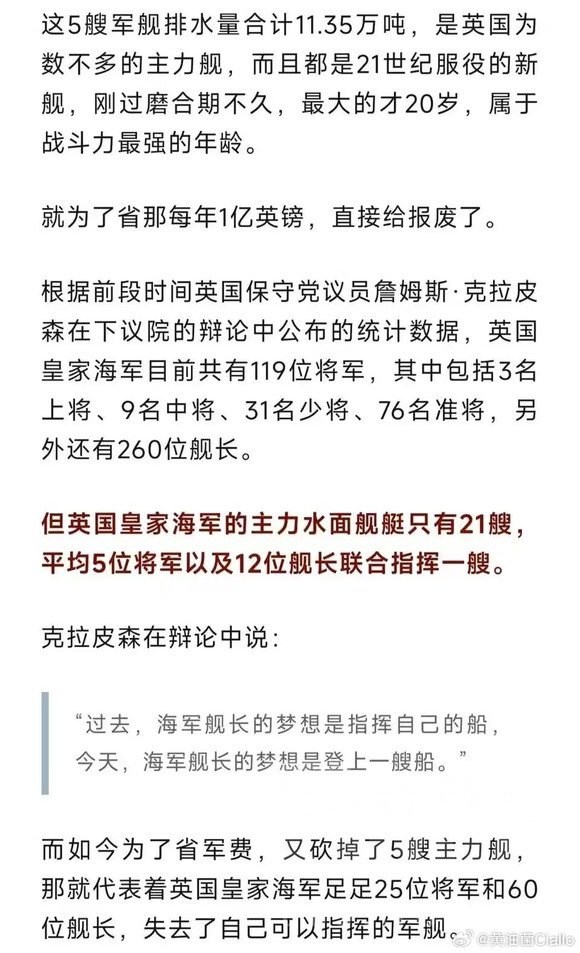 这5艘军舰排水量合计11.35万吨，是英国为
数不多的主力舰，而且都是21世纪服役的新
舰，刚过磨合期不久，最大的才20岁，属于
战斗力最强的年龄。
就为了省那每年1亿英镑，直接给报废了。
根据前段时间英国保守党议员詹姆斯·克拉皮
森在下议院的辩论中公布的统计数据，英国
皇家海军目前共有119位将军，其中包括3名
上将、9名中将、31名少将、76名准将，另
外还有260位舰长。
但英国皇家海军的主力水面舰艇只有21艘，
平均5位将军以及12位舰长联合指挥一艘。
克拉皮森在辩论中说：
“过去，海军舰长的梦想是指挥自己的船，
今天，海军舰长的梦想是登上一艘船。”
而如今为了省军费，又砍掉了5艘主力舰，
那就代表着英国皇家海军足足25位将军和60
位舰长，失去了自己可以指挥的军舰。
@黄油菌Ciallo